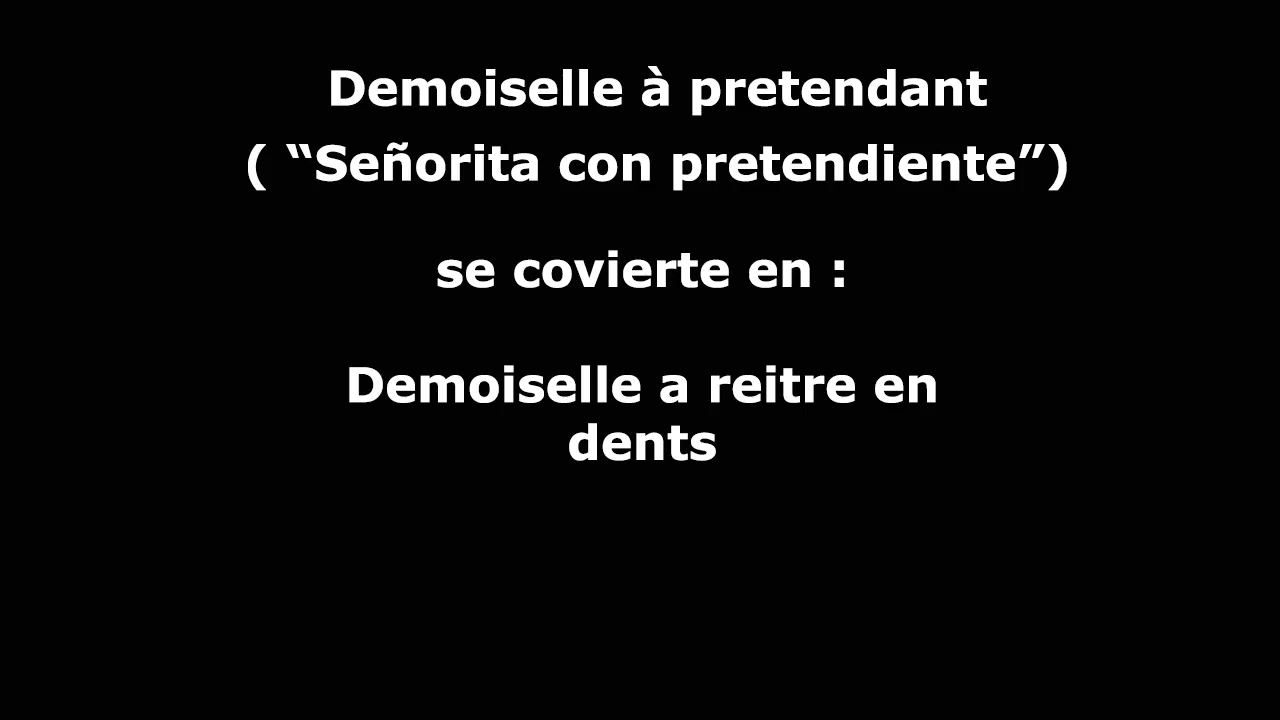 Demoiselle à pretendant
( “Señorita con pretendiente”)
se covierte en :
Demoiselle a reitre en
dents